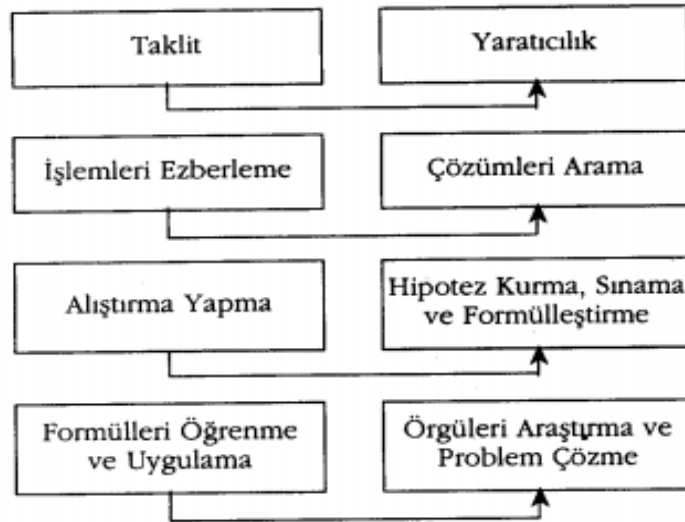 Taklit
Yaratıcılık
İşlemleri Ezberleme
Çözümleri Arama
Alıştırma Yapma
Hipotez Kurma, Sınama
ve Formülleştirme
Formülleri Öğrenme
ve Uygulama
Örgüleri Araştırma ve
Problem Çözme